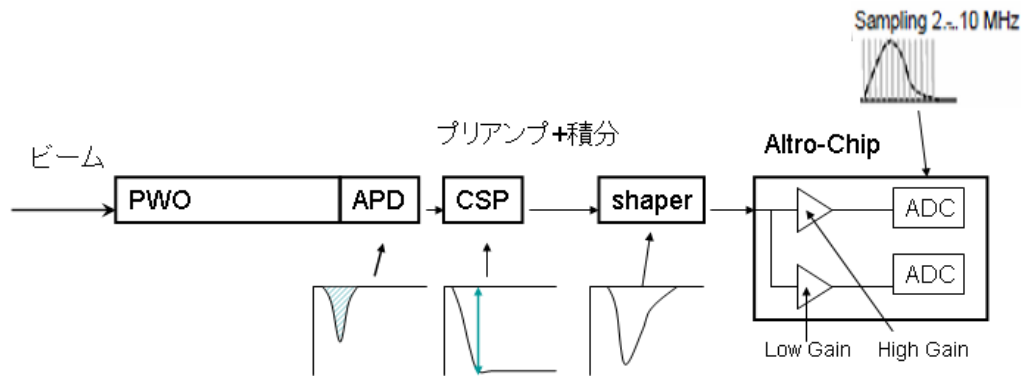 Sampling 2...10 MHz
プリアンプ+積分
Altro-Chip
ビーム
PWO
APD
CSP
shaper
ADC
ADC
Low Gain
High Gain